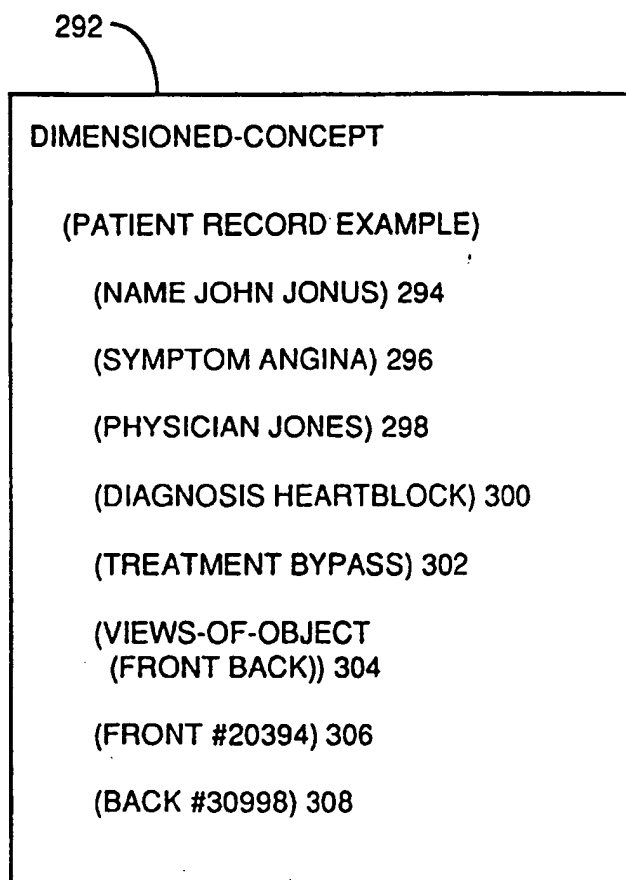 292
DIMENSIONED-CONCEPT
(PATIENT RECORD EXAMPLE)
(NAME JOHN JONUS) 294
(SYMPTOM ANGINA) 296
(PHYSICIAN JONES) 298
(DIAGNOSIS HEARTBLOCK) 300
(TREATMENT BYPASS) 302
(VIEWS-OF-OBJECT
(FRONT BACK)) 304
(FRONT #20394) 306
(BACK #30998) 308